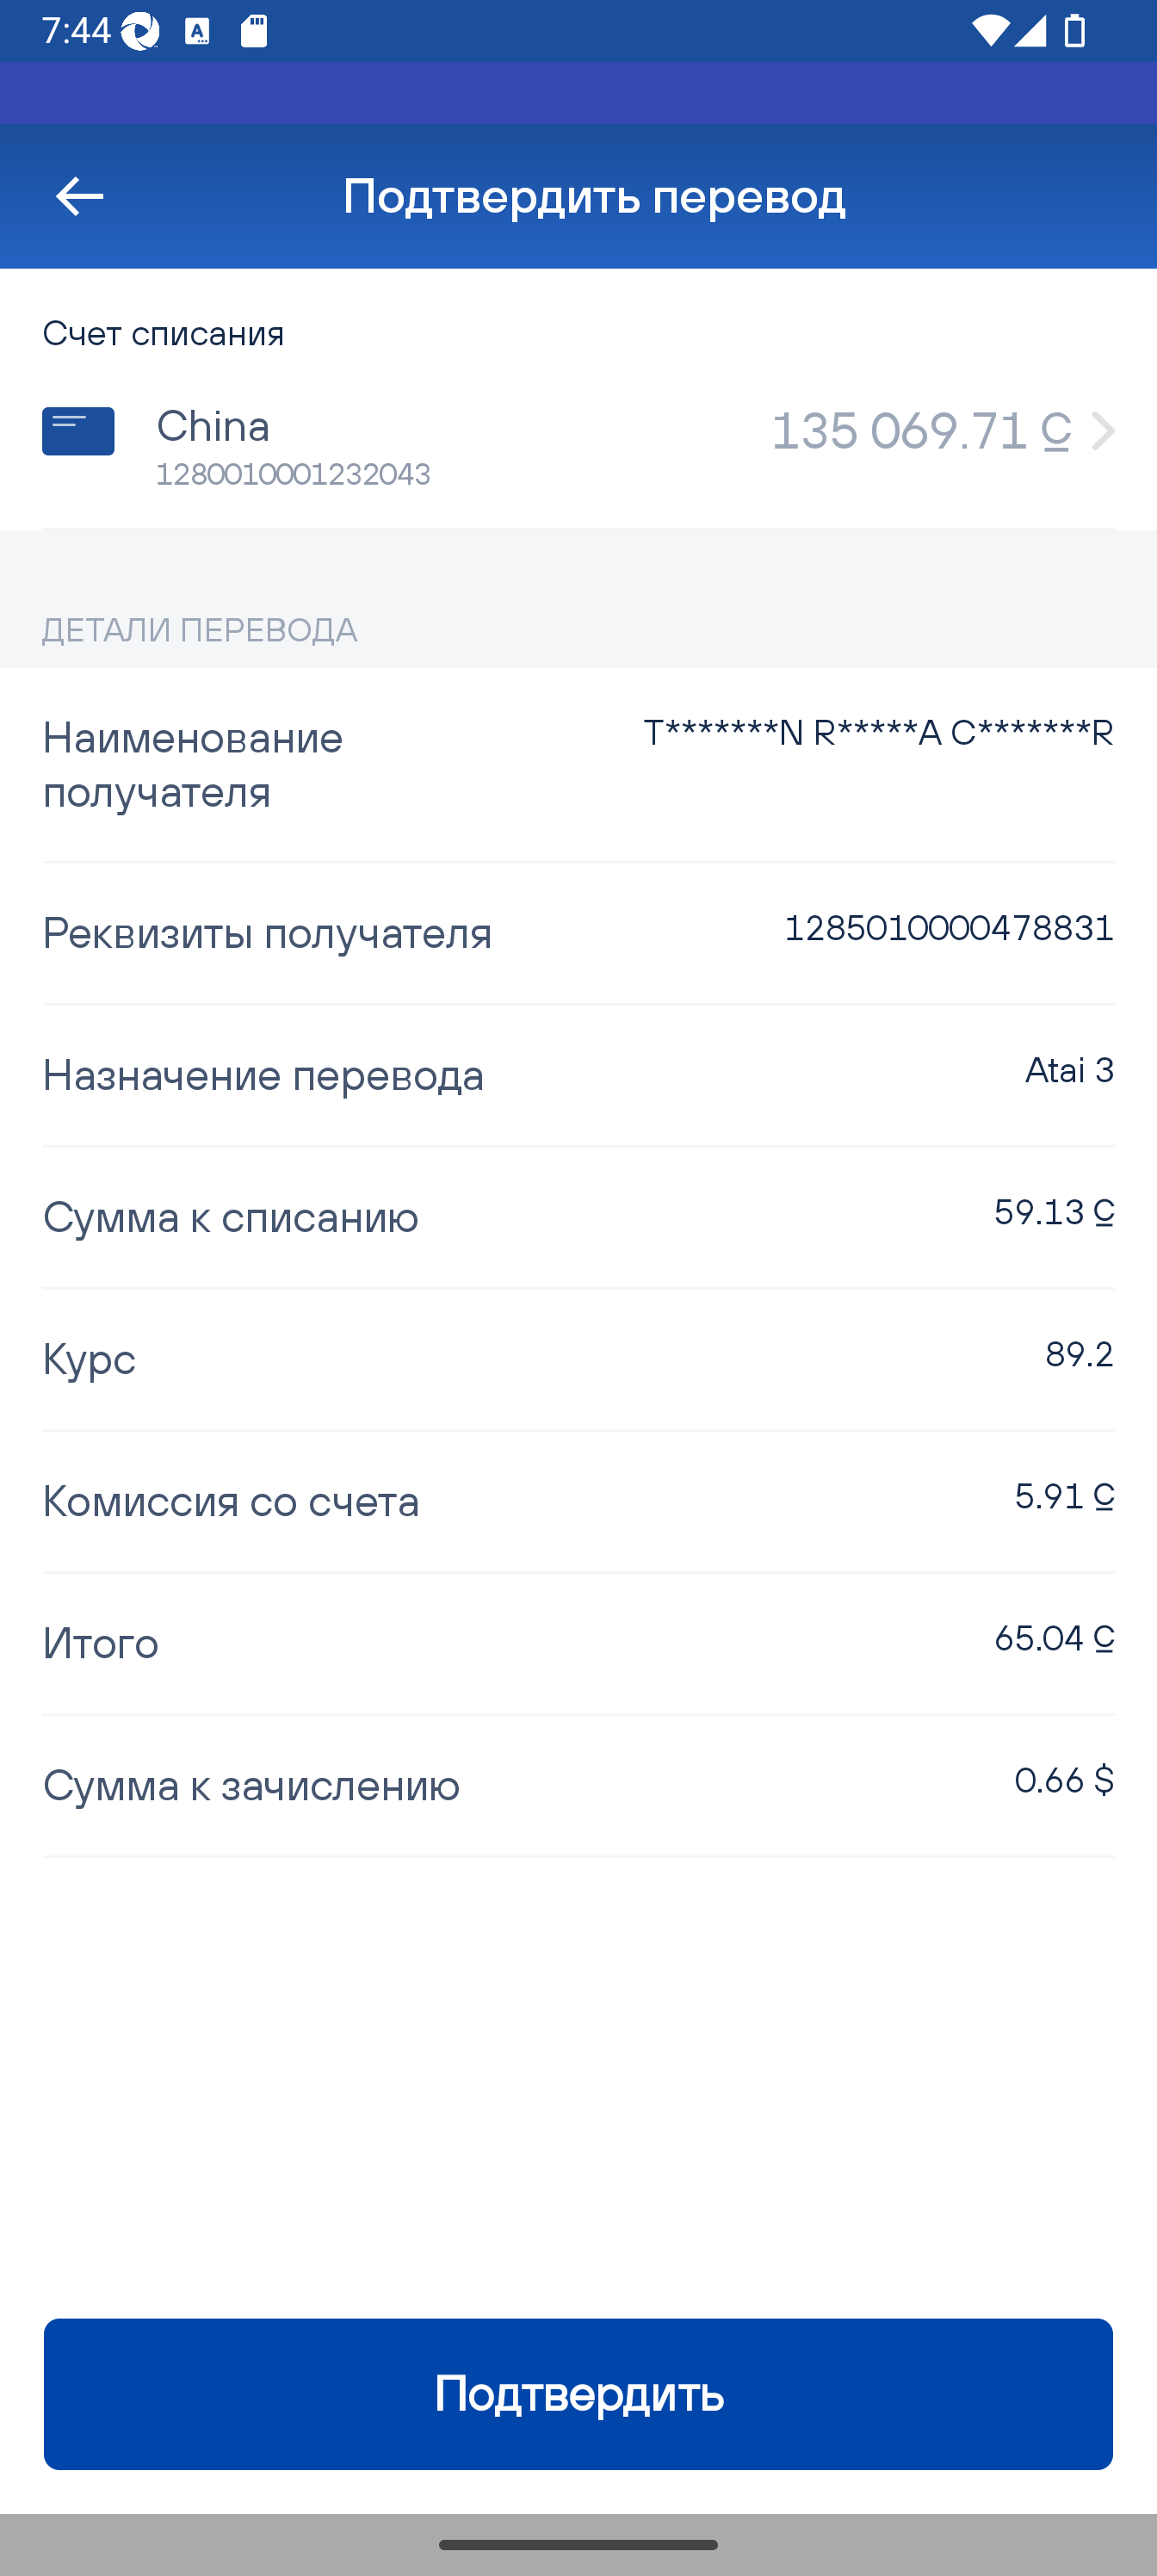 7:44
Подтвердить перевод
Счет списания
China
135 069.71 С
1280010001232043
ДЕТАЛИ ПЕРЕВОДА
Наименование
получателя
T*******N R*****A C*******R
Реквизиты получателя
1285010000478831
Назначение перевода
Atai 3
Сумма к списанию
59.13 С
Курс
89.2
Комиссия со счета
5.91 С
Итого
65.04 С
Сумма к зачислению
0.66 $
Подтвердить